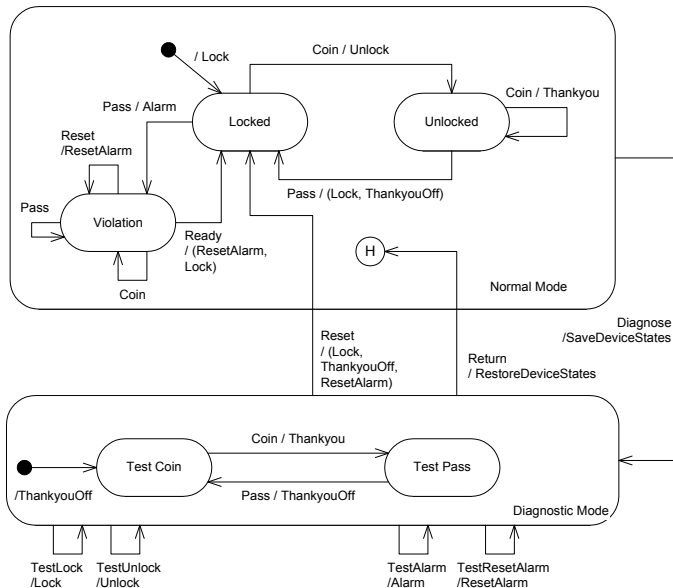 / Lock
Coin / Unlock
Coin / Thankyou
Pass / Alarm
Locked
Unlocked
Reset
/ResetAlarm
Pass / (Lock, ThankyouOff)
Pass
Violation
Ready
/ (ResetAlarm,
Lock)
H
Coin
Normal Mode
Diagnose
/SaveDeviceStates
Reset
/ (Lock,
ThankyouOff,
ResetAlarm)
Return
/ RestoreDeviceStates
Coin / Thankyou
Test Coin
Test Pass
/ThankyouOff
Pass / ThankyouOff
Diagnostic Mode
TestLock
/Lock
TestUnlock
/Unlock
TestAlarm
/Alarm
TestResetAlarm
/ResetAlarm